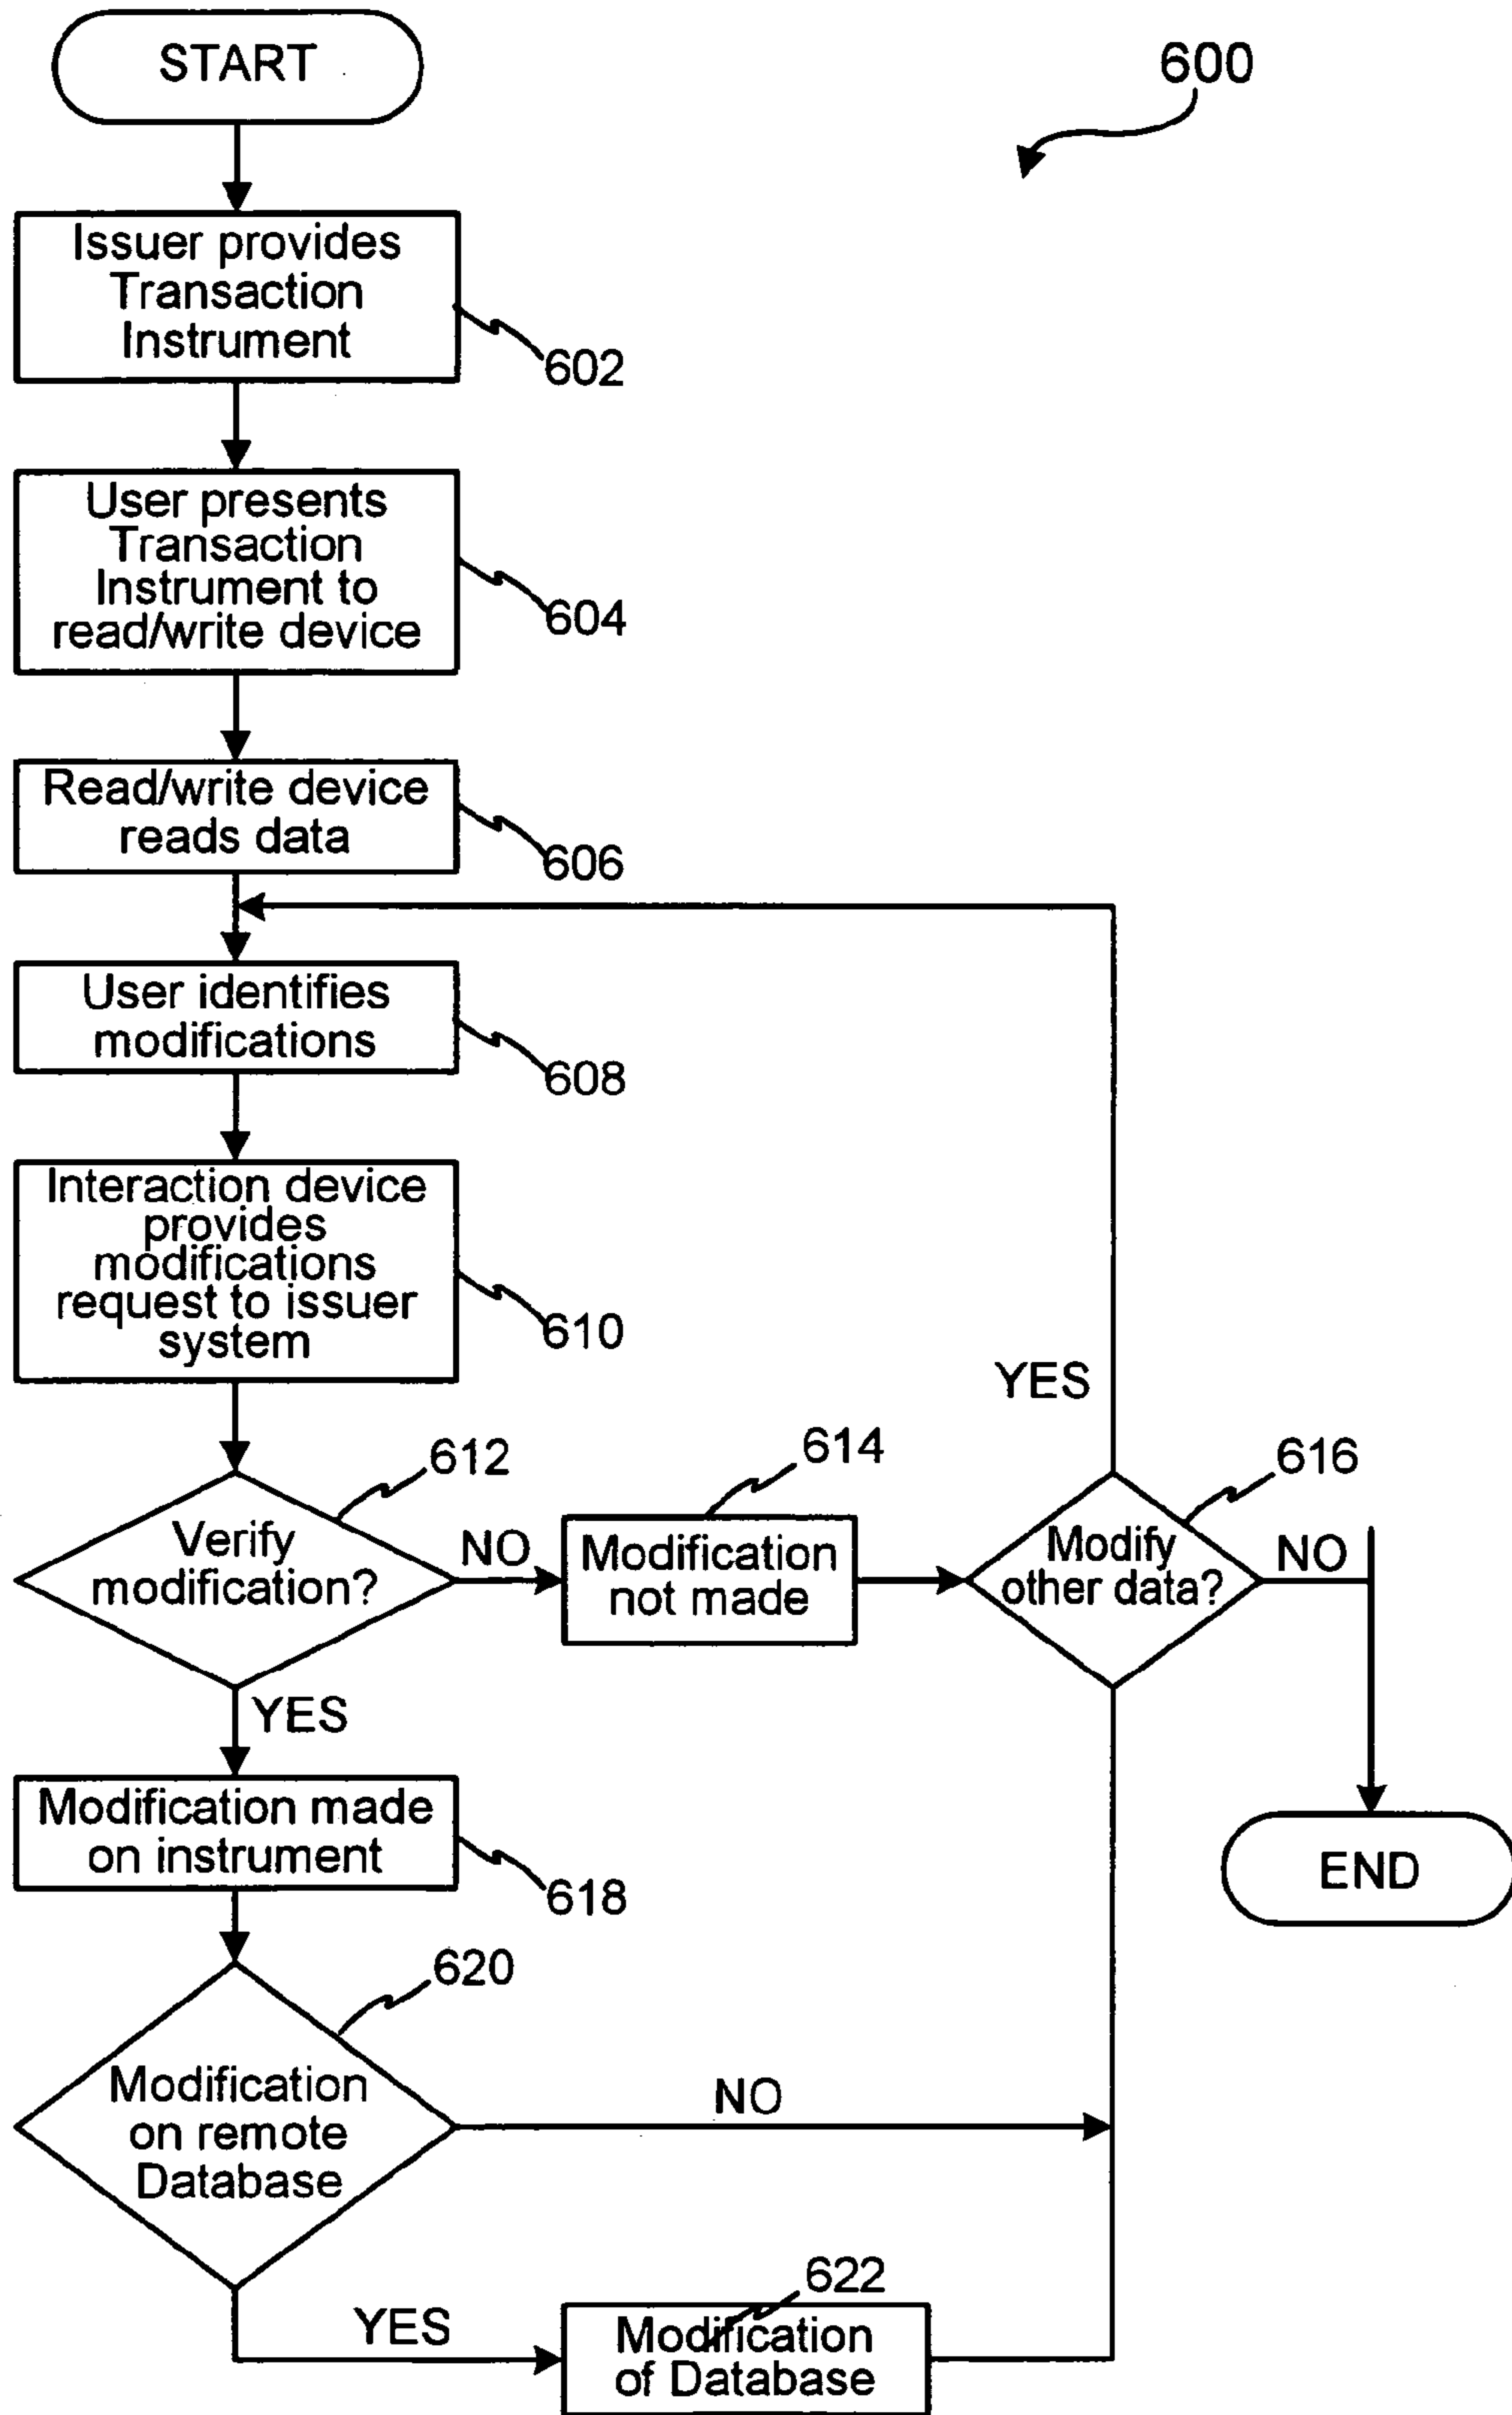 START
600
Issuer provides
Transaction
Instrument
602
User presents
Transaction
Instrument to
read/write device
604
Read/write device
reads data
606
User identifies
modifications
608
Interaction device
provides
modifications
request to issuer
system
610
YES
612
Verify
modification?
NO
614
Modification
not made
616
Modify
other data?
NO
YES
Modification made
on instrument
618
END
620
Modification
on remote
Database
NO
YES
622
Modification
of Database